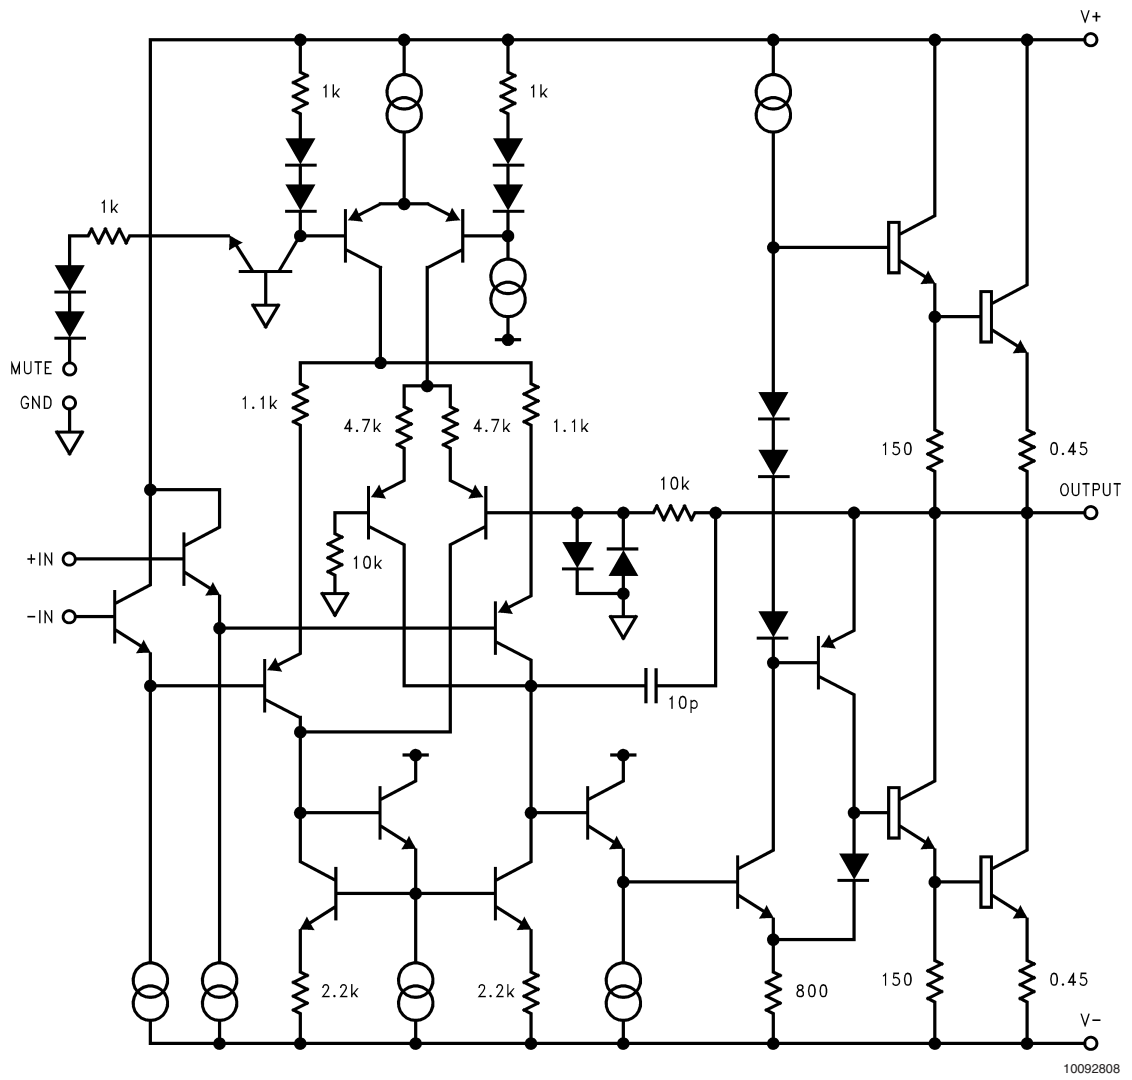 V+
1k
1k
1k
MUTE
GND
1.1k
4.7k
4.7k
1.1k
150
0.45
10k
OUTPUT
+IN
10k
-IN
10p
2.2k
2.2k
800
150
0.45
V-
10092808